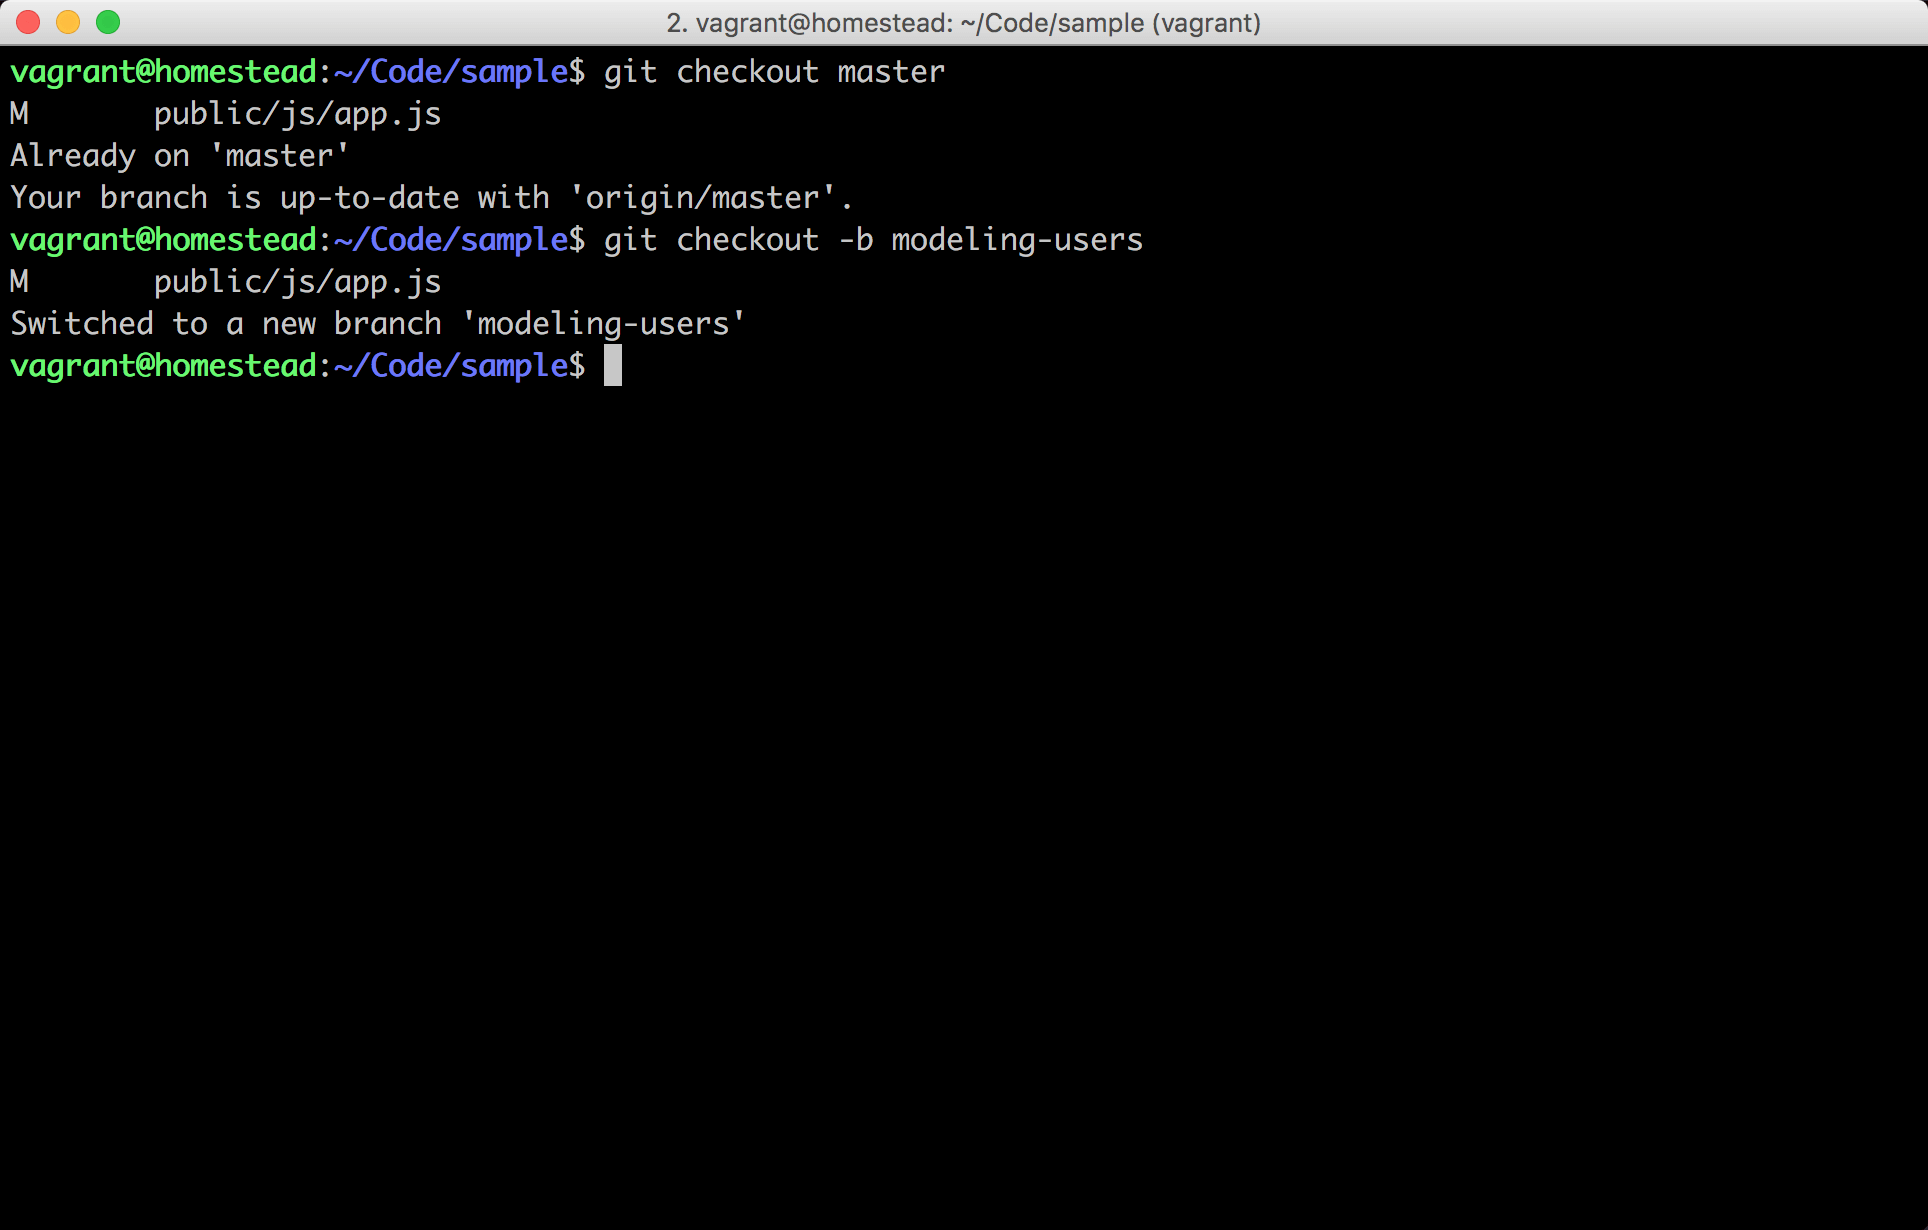 2. vagrant@homestead: ~/Code/sample (vagrant)
vagrant@homestead:~/Code/sample$ git checkout master
M       public/js/app.js
Already on 'master'
Your branch is up-to-date with 'origin/master'.
vagrant@homestead:~/Code/sample$ git checkout -b modeling-users
M       public/js/app.js
Switched to a new branch 'modeling-users'
vagrant@homestead:~/Code/sample$